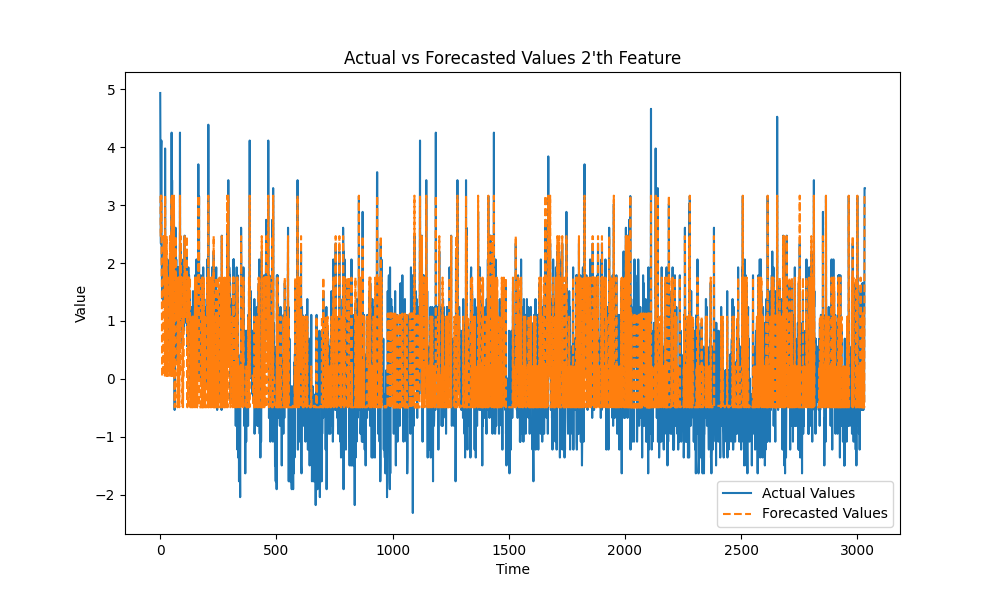 Actual vs Forecasted Values 2'th Feature
Value
5
4
3
2
1
0
−1
−2
0 500 1000 1500 2000 2500 3000
Time
Actual Values
Forecasted Values